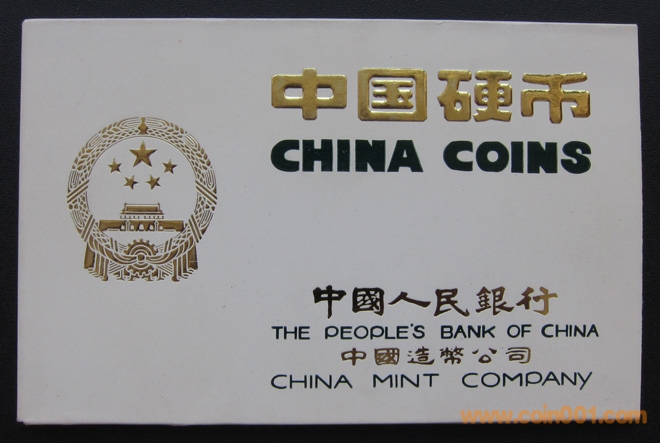 中国硬币
CHINA COINS
中國人民銀行
THE PEOPLE'S BANK OF CHINA
中國造幣公司
CHINA MINT COMPANY
www.coin001.com